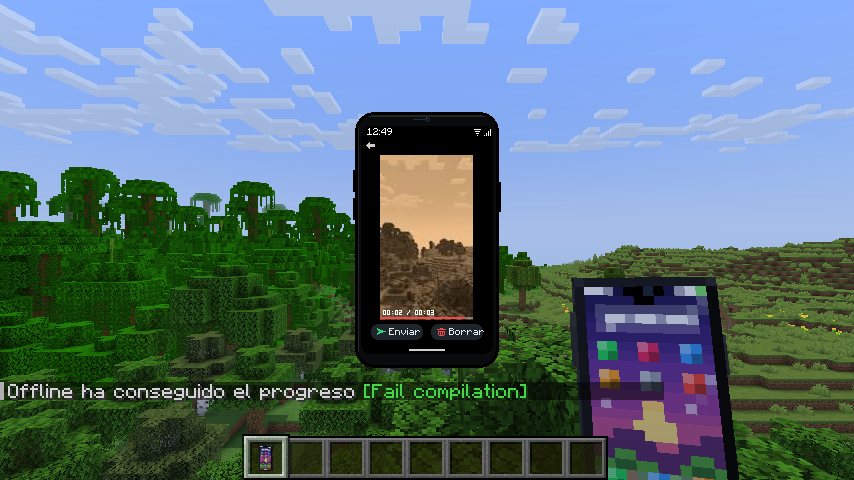 12:49
00:02 / 00:03
Enviar
Borrar
Offline ha conseguido el progreso [Fail compilation]